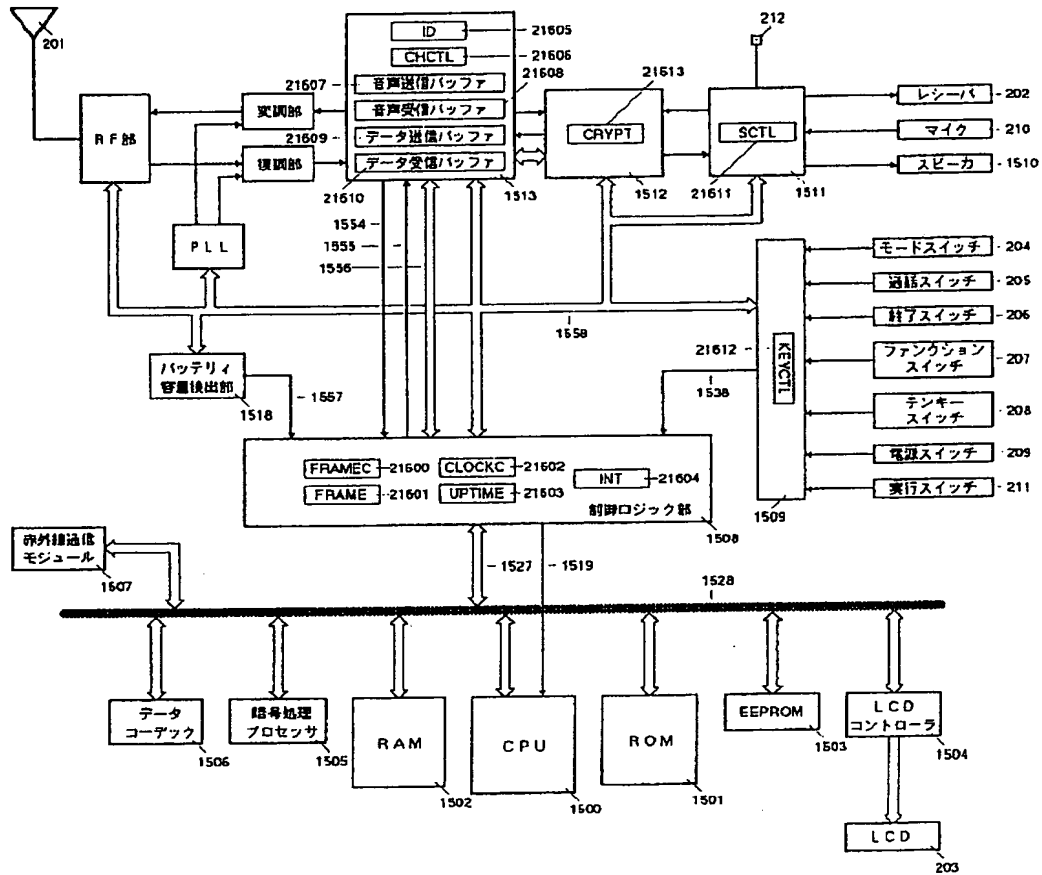 201
ID
21605
CHCTL
21606
21607
音声送信バッファ
21608
音声受信バッファ
21609
データ送信バッファ
データ受信バッファ
21610
1513
RF部
変調部
復調部
PLL
21613
CRYPT
1512
212
SCTL
21611
1511
レシーバ
202
マイク
210
スピーカ
1510
1554
1555
1556
1558
モードスイッチ
204
通話スイッチ
205
終了スイッチ
206
ファンクション
スイッチ
207
テンキー
スイッチ
208
電源スイッチ
209
実行スイッチ
211
21612
KEYCTL
1538
1509
バッテリィ
容量検出部
1518
1557
FRAMEC
21600
CLOCKC
21602
FRAME
21601
UPTIME
21603
INT
21604
制御ロジック部
1508
赤外線通信
モジュール
1507
1527
1519
1528
データ
コーデック
1506
暗号処理
プロセッサ
1505
RAM
1502
CPU
1500
ROM
1501
EEPROM
1503
LCD
コントローラ
1504
LCD
203